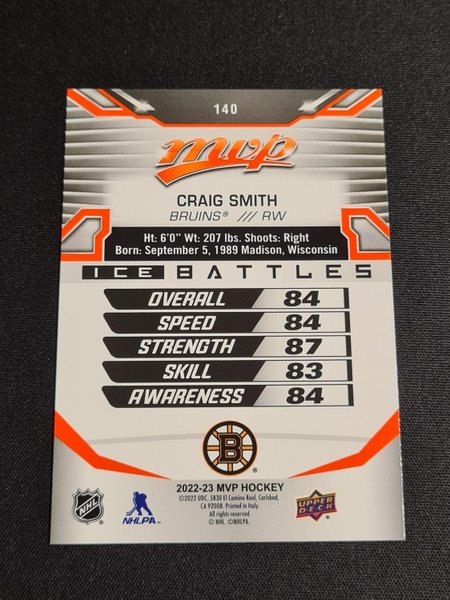 140
mvp
CRAIG SMITH
BRUINS® /// RW
Ht: 6'0" Wt: 207 lbs. Shoots: Right
Born: September 5, 1989 Madison, Wisconsin
ICE BATTLES
OVERALL 84
SPEED 84
STRENGTH 87
SKILL 83
AWARENESS 84
B
®
2022-23 MVP HOCKEY
©2022 UDC. 5830 El Camino Real, Carlsbad,
CA 92008. Printed in Italy.
All rights reserved.
© NHL. ©NHLPA.
NHL
NHLPA
UPPER DECK